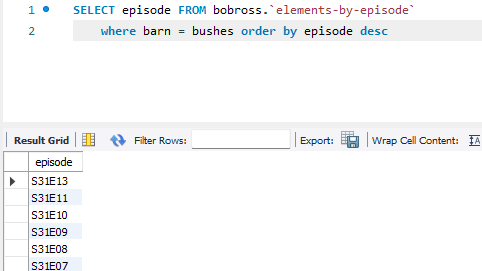 1 SELECT episode FROM bobross.`elements-by-episode`
2 where barn = bushes order by episode desc
Result Grid Filter Rows: Export: Wrap Cell Content: IA
episode
S31E13
S31E11
S31E10
S31E09
S31E08
S31E07